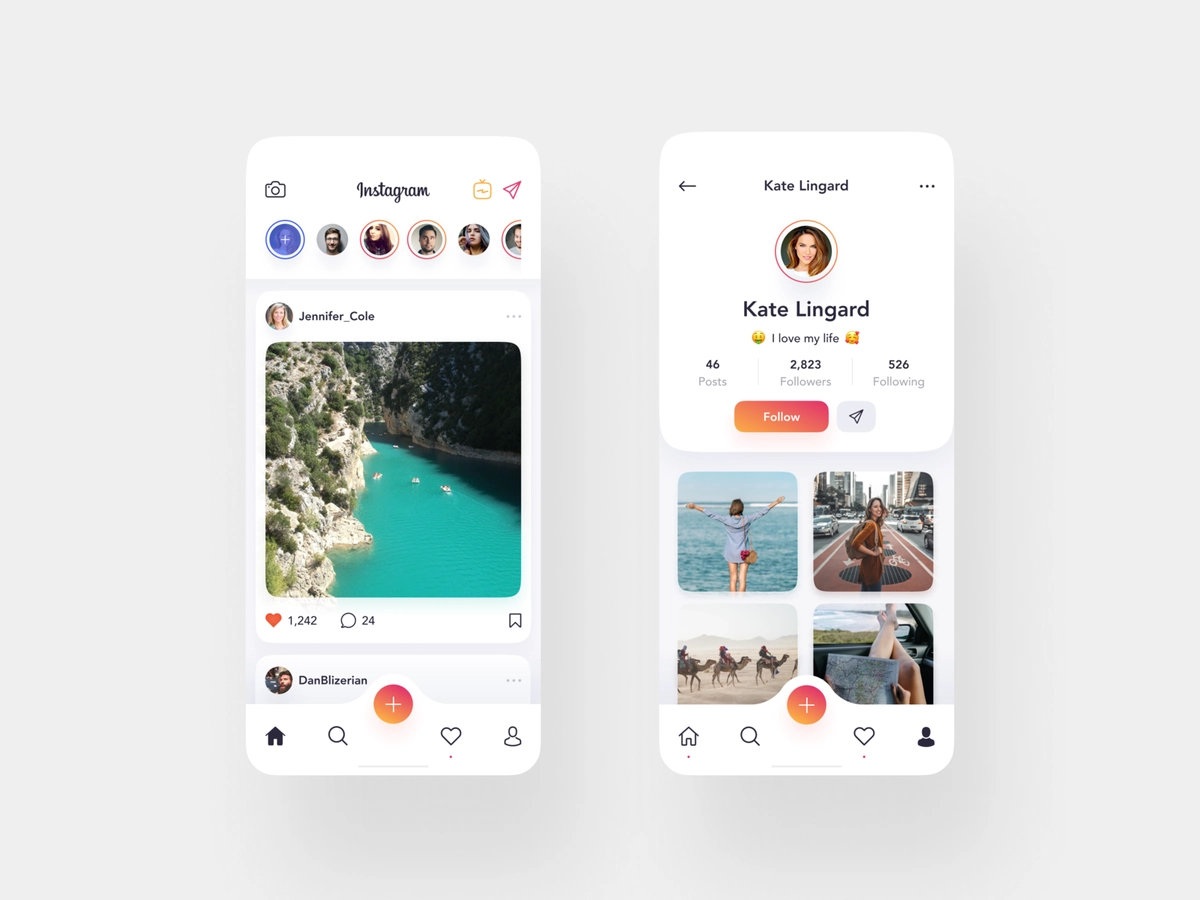 Instagram
Jennifer_Cole
1,242 24
DanBlizerian
Kate Lingard
Kate Lingard
🤑 I love my life 🥰
46 2,823 526
Posts Followers Following
Follow